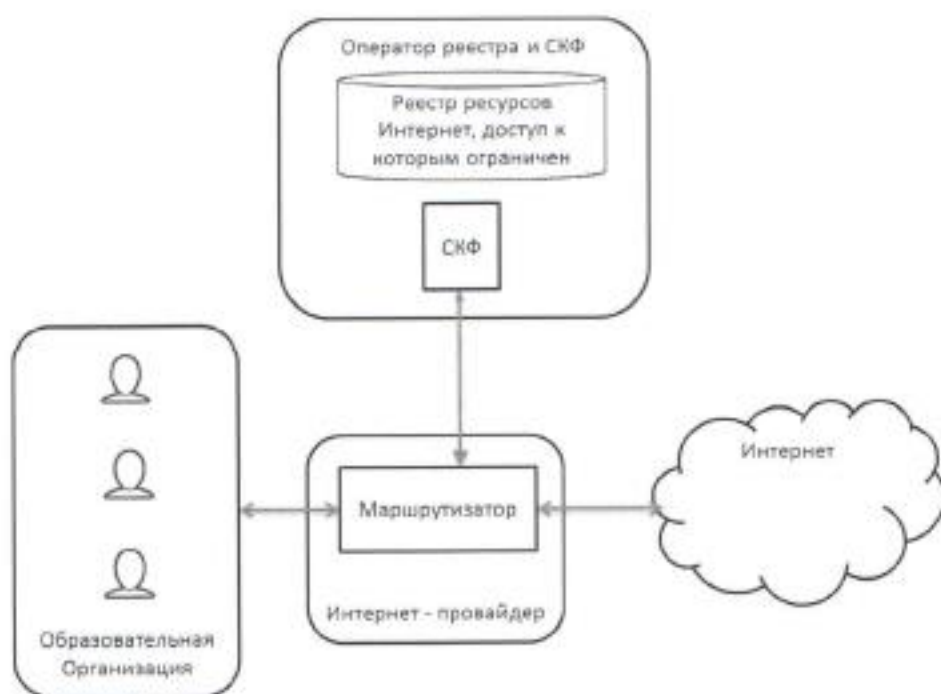 Оператор реестра и СКФ
Реестр ресурсов
Интернет, доступ к
которым ограничен
СКФ
Интернет
Маршрутизатор
Интернет - провайдер
Образовательная
Организация